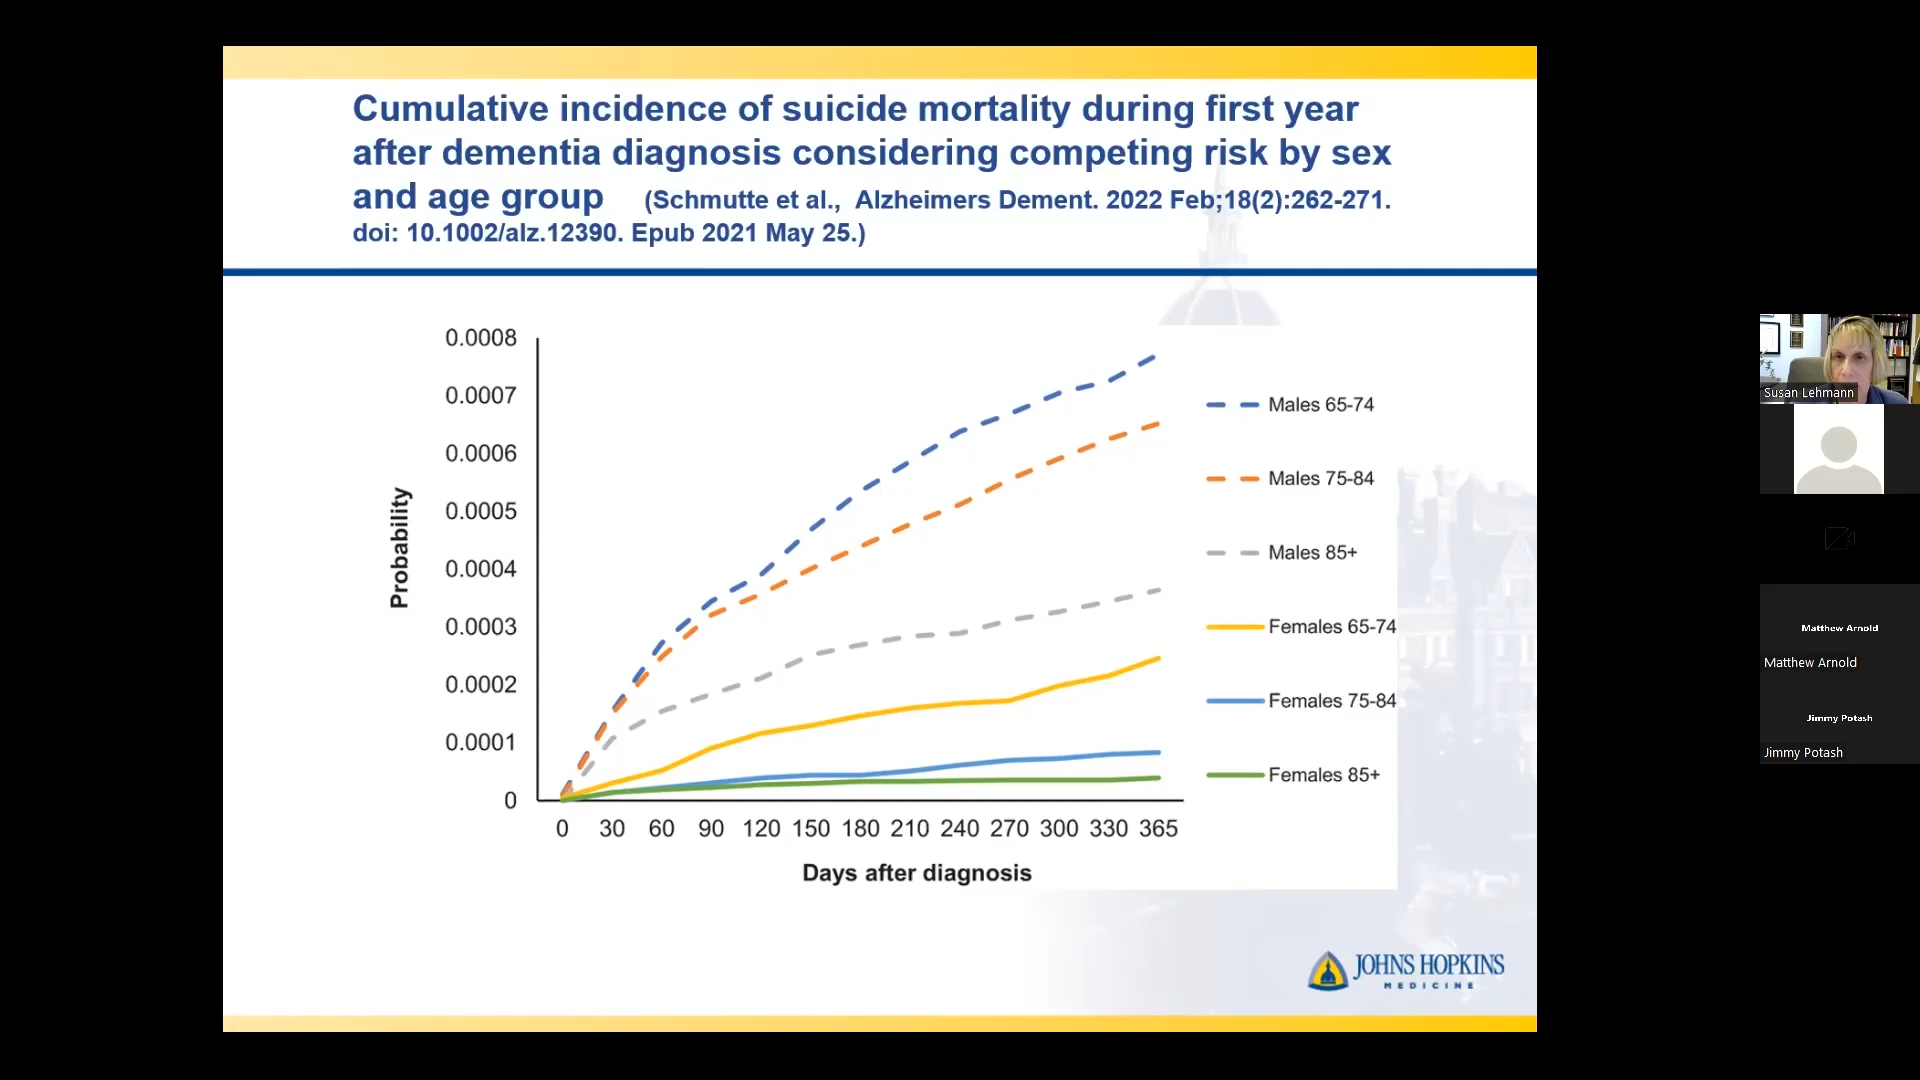 Cumulative incidence of suicide mortality during first year
after dementia diagnosis considering competing risk by sex
and age group (Schmutte et al., Alzheimers Dement. 2022 Feb;18(2):262-271.
doi: 10.1002/alz.12390. Epub 2021 May 25.)
0.0008
0.0007
0.0006
0.0005
0.0004
0.0003
0.0002
0.0001
0
Probability
0 30 60 90 120 150 180 210 240 270 300 330 365
Days after diagnosis
Males 65-74
Males 75-84
Males 85+
Females 65-74
Females 75-84
Females 85+
JOHNS HOPKINS
MEDICINE
Susan Lehmann
Matthew Arnold
Matthew Arnold
Jimmy Potash
Jimmy Potash